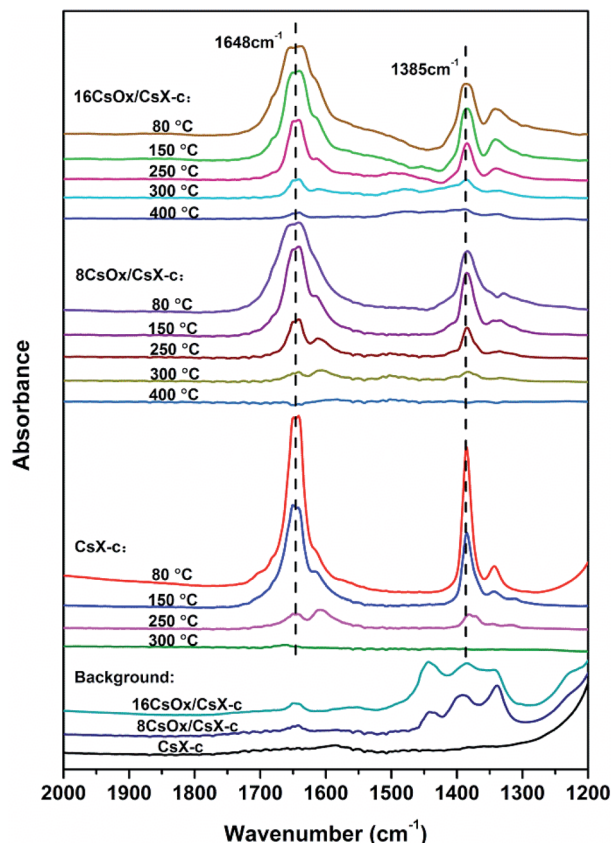 1648cm-1
1385cm-1
16CsOx/CsX-c:
80 °C
150 °C
250 °C
300 °C
400 °C
8CsOx/CsX-c:
80 °C
150 °C
250 °C
300 °C
400 °C
CsX-c:
80 °C
150 °C
250 °C
300 °C
Background:
16CsOx/CsX-c
8CsOx/CsX-c
CsX-c
2000 1900 1800 1700 1600 1500 1400 1300 1200
Wavenumber (cm-1)
Absorbance